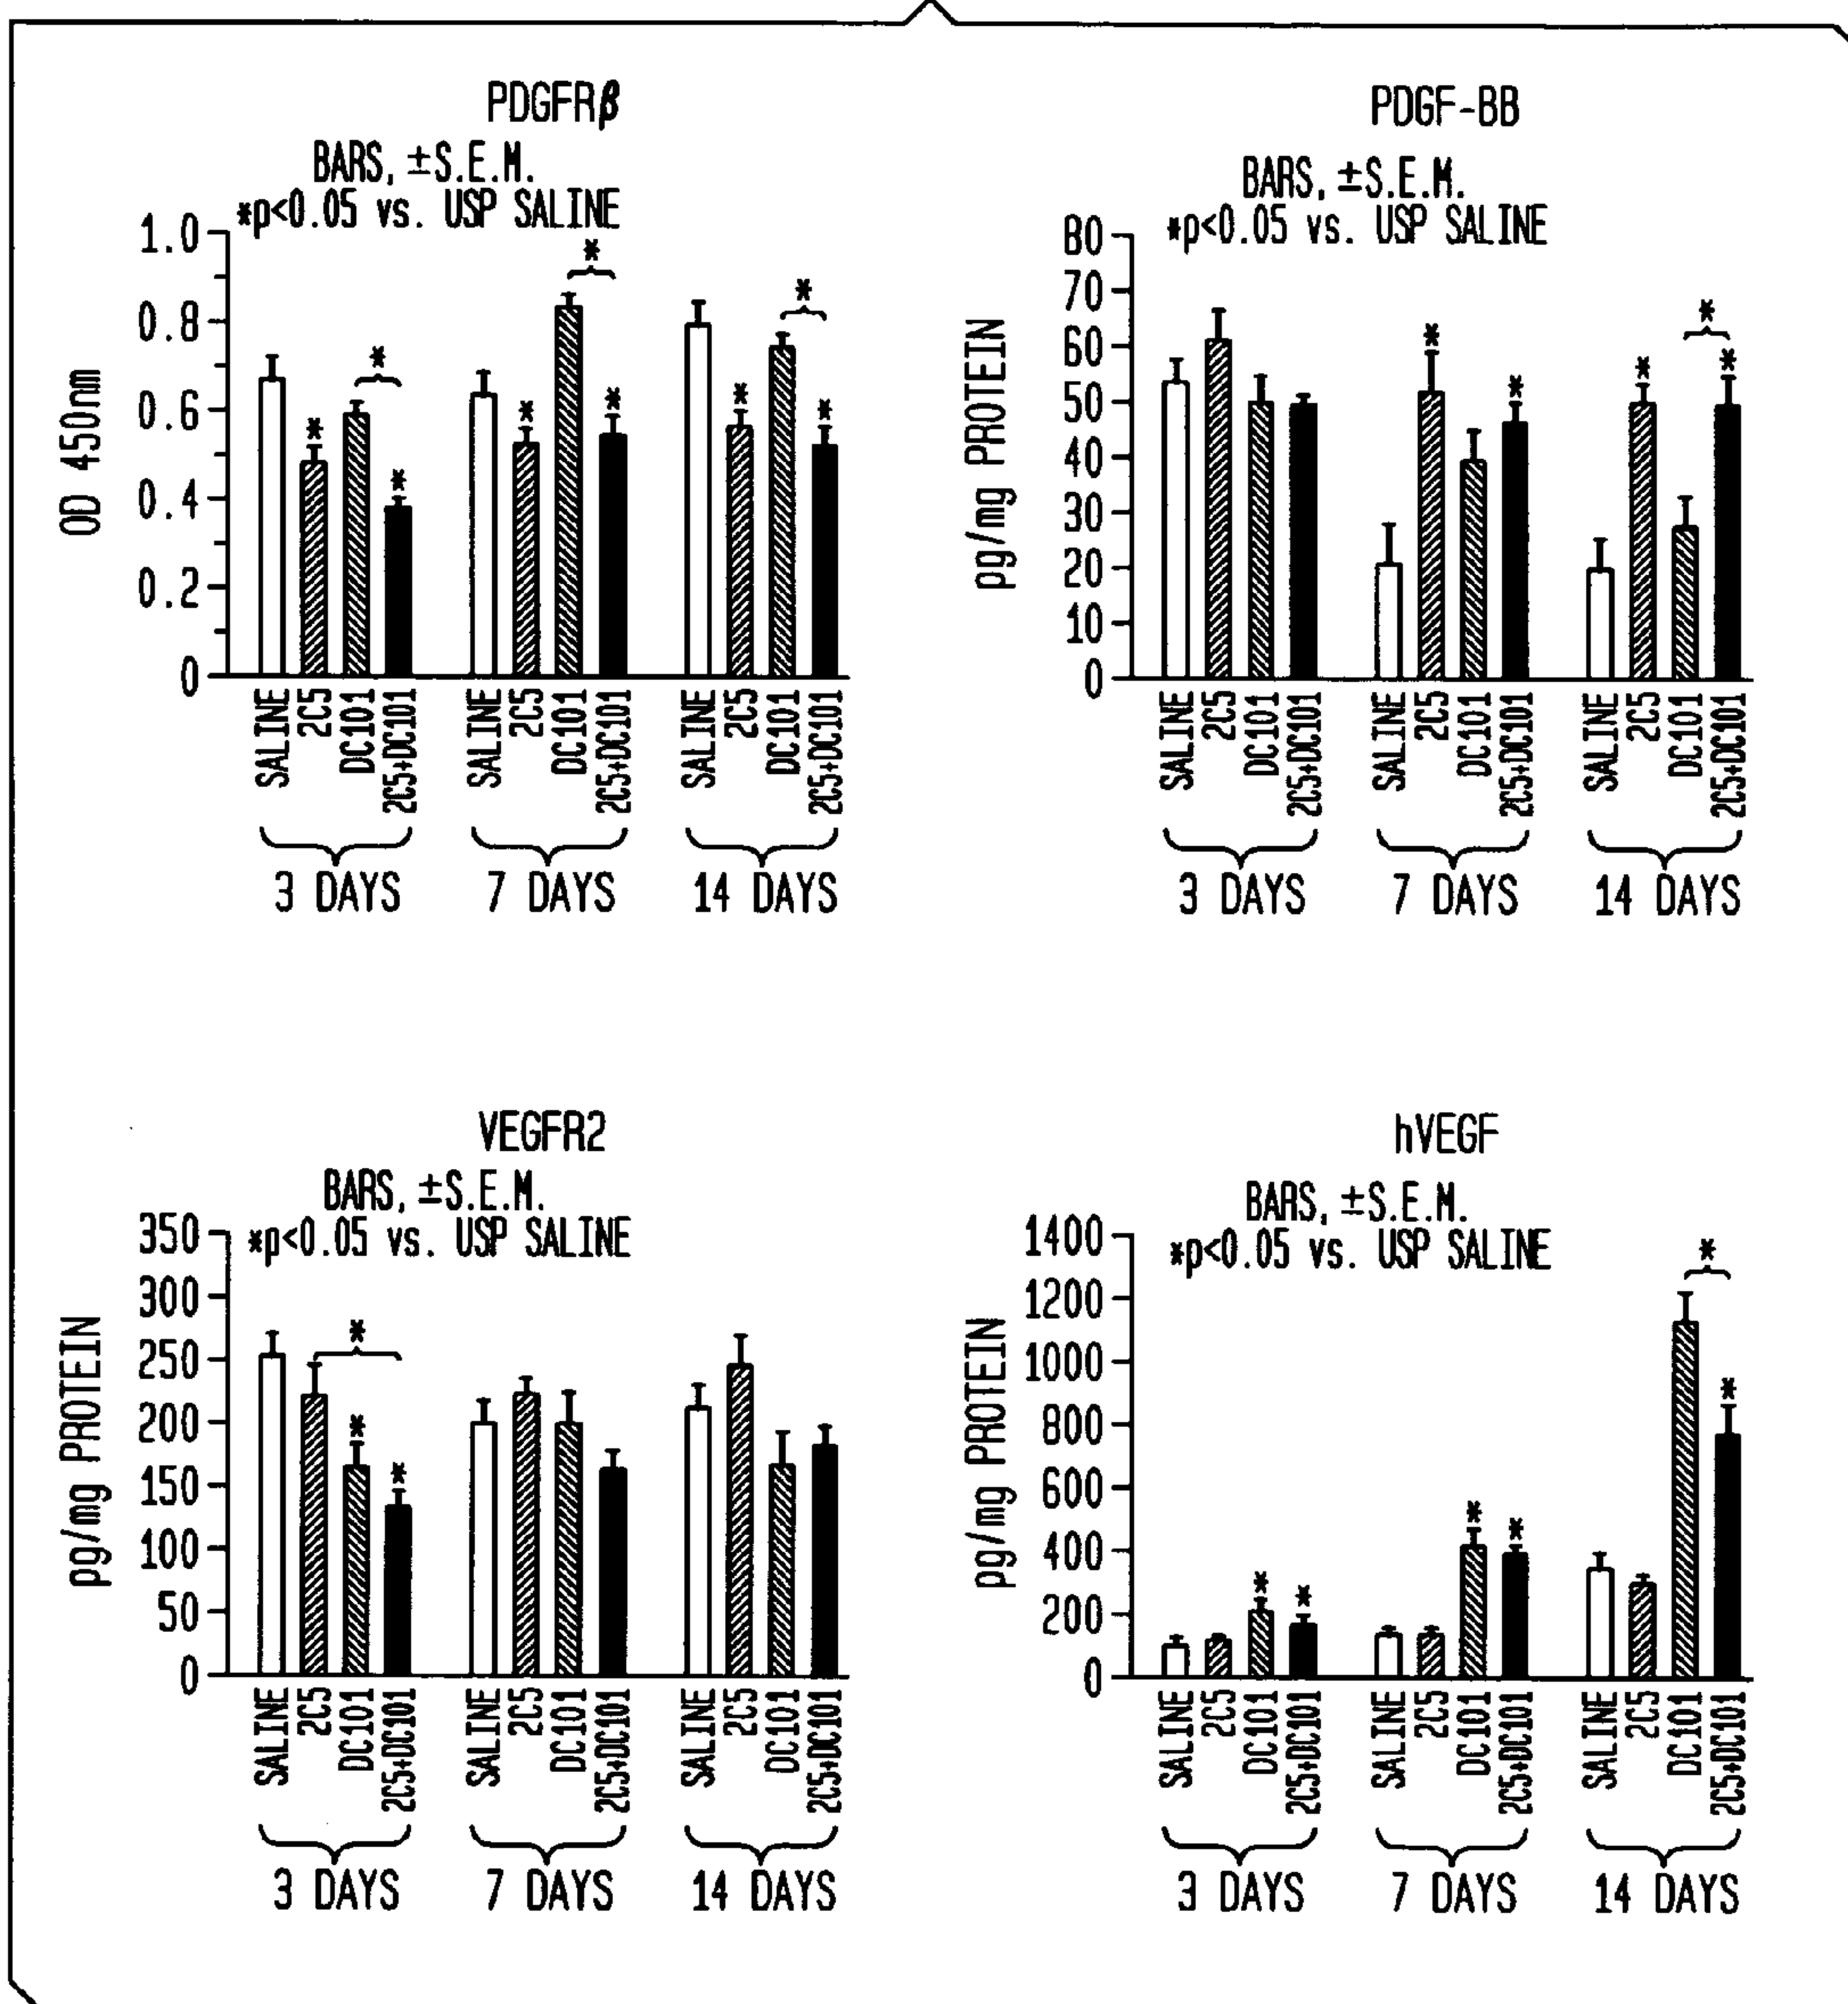 PDGFRβ
BARS, ±S.E.M.
*p<0.05 vs. USP SALINE
OD 450nm
1.0
0.8
0.6
0.4
0.2
0
* * * * * * * * *
SALINE 2C5 DC101 2C5+DC101 SALINE 2C5 DC101 2C5+DC101 SALINE 2C5 DC101 2C5+DC101
3 DAYS 7 DAYS 14 DAYS
PDGF-BB
BARS, ±S.E.M.
*p<0.05 vs. USP SALINE
pg/mg PROTEIN
80
70
60
50
40
30
20
10
0
* * * * *
SALINE 2C5 DC101 2C5+DC101 SALINE 2C5 DC101 2C5+DC101 SALINE 2C5 DC101 2C5+DC101
3 DAYS 7 DAYS 14 DAYS
VEGFR2
BARS, ±S.E.M.
*p<0.05 vs. USP SALINE
pg/mg PROTEIN
350
300
250
200
150
100
50
0
* * *
SALINE 2C5 DC101 2C5+DC101 SALINE 2C5 DC101 2C5+DC101 SALINE 2C5 DC101 2C5+DC101
3 DAYS 7 DAYS 14 DAYS
hVEGF
BARS, ±S.E.M.
*p<0.05 vs. USP SALINE
pg/mg PROTEIN
1400
1200
1000
800
600
400
200
0
* * * * * *
SALINE 2C5 DC101 2C5+DC101 SALINE 2C5 DC101 2C5+DC101 SALINE 2C5 DC101 2C5+DC101
3 DAYS 7 DAYS 14 DAYS